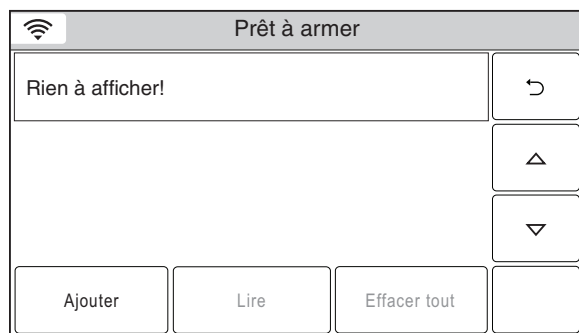 Prêt à armer
Rien à afficher!
Ajouter
Lire
Effacer tout